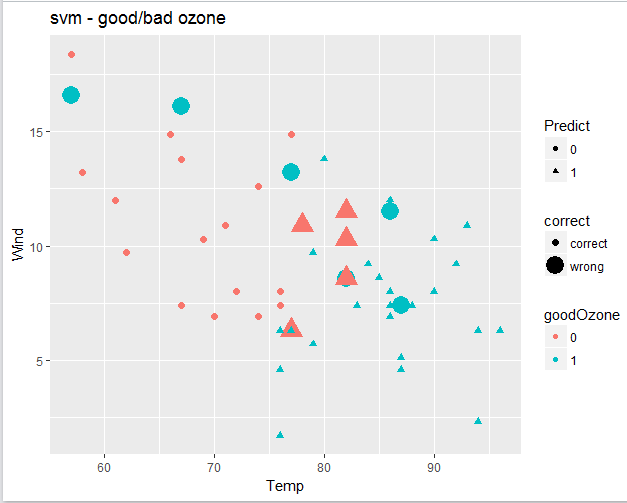 svm - good/bad ozone
15
10
5
Wind
60
70
80
90
Temp
Predict
0
1
correct
correct
wrong
goodOzone
0
1